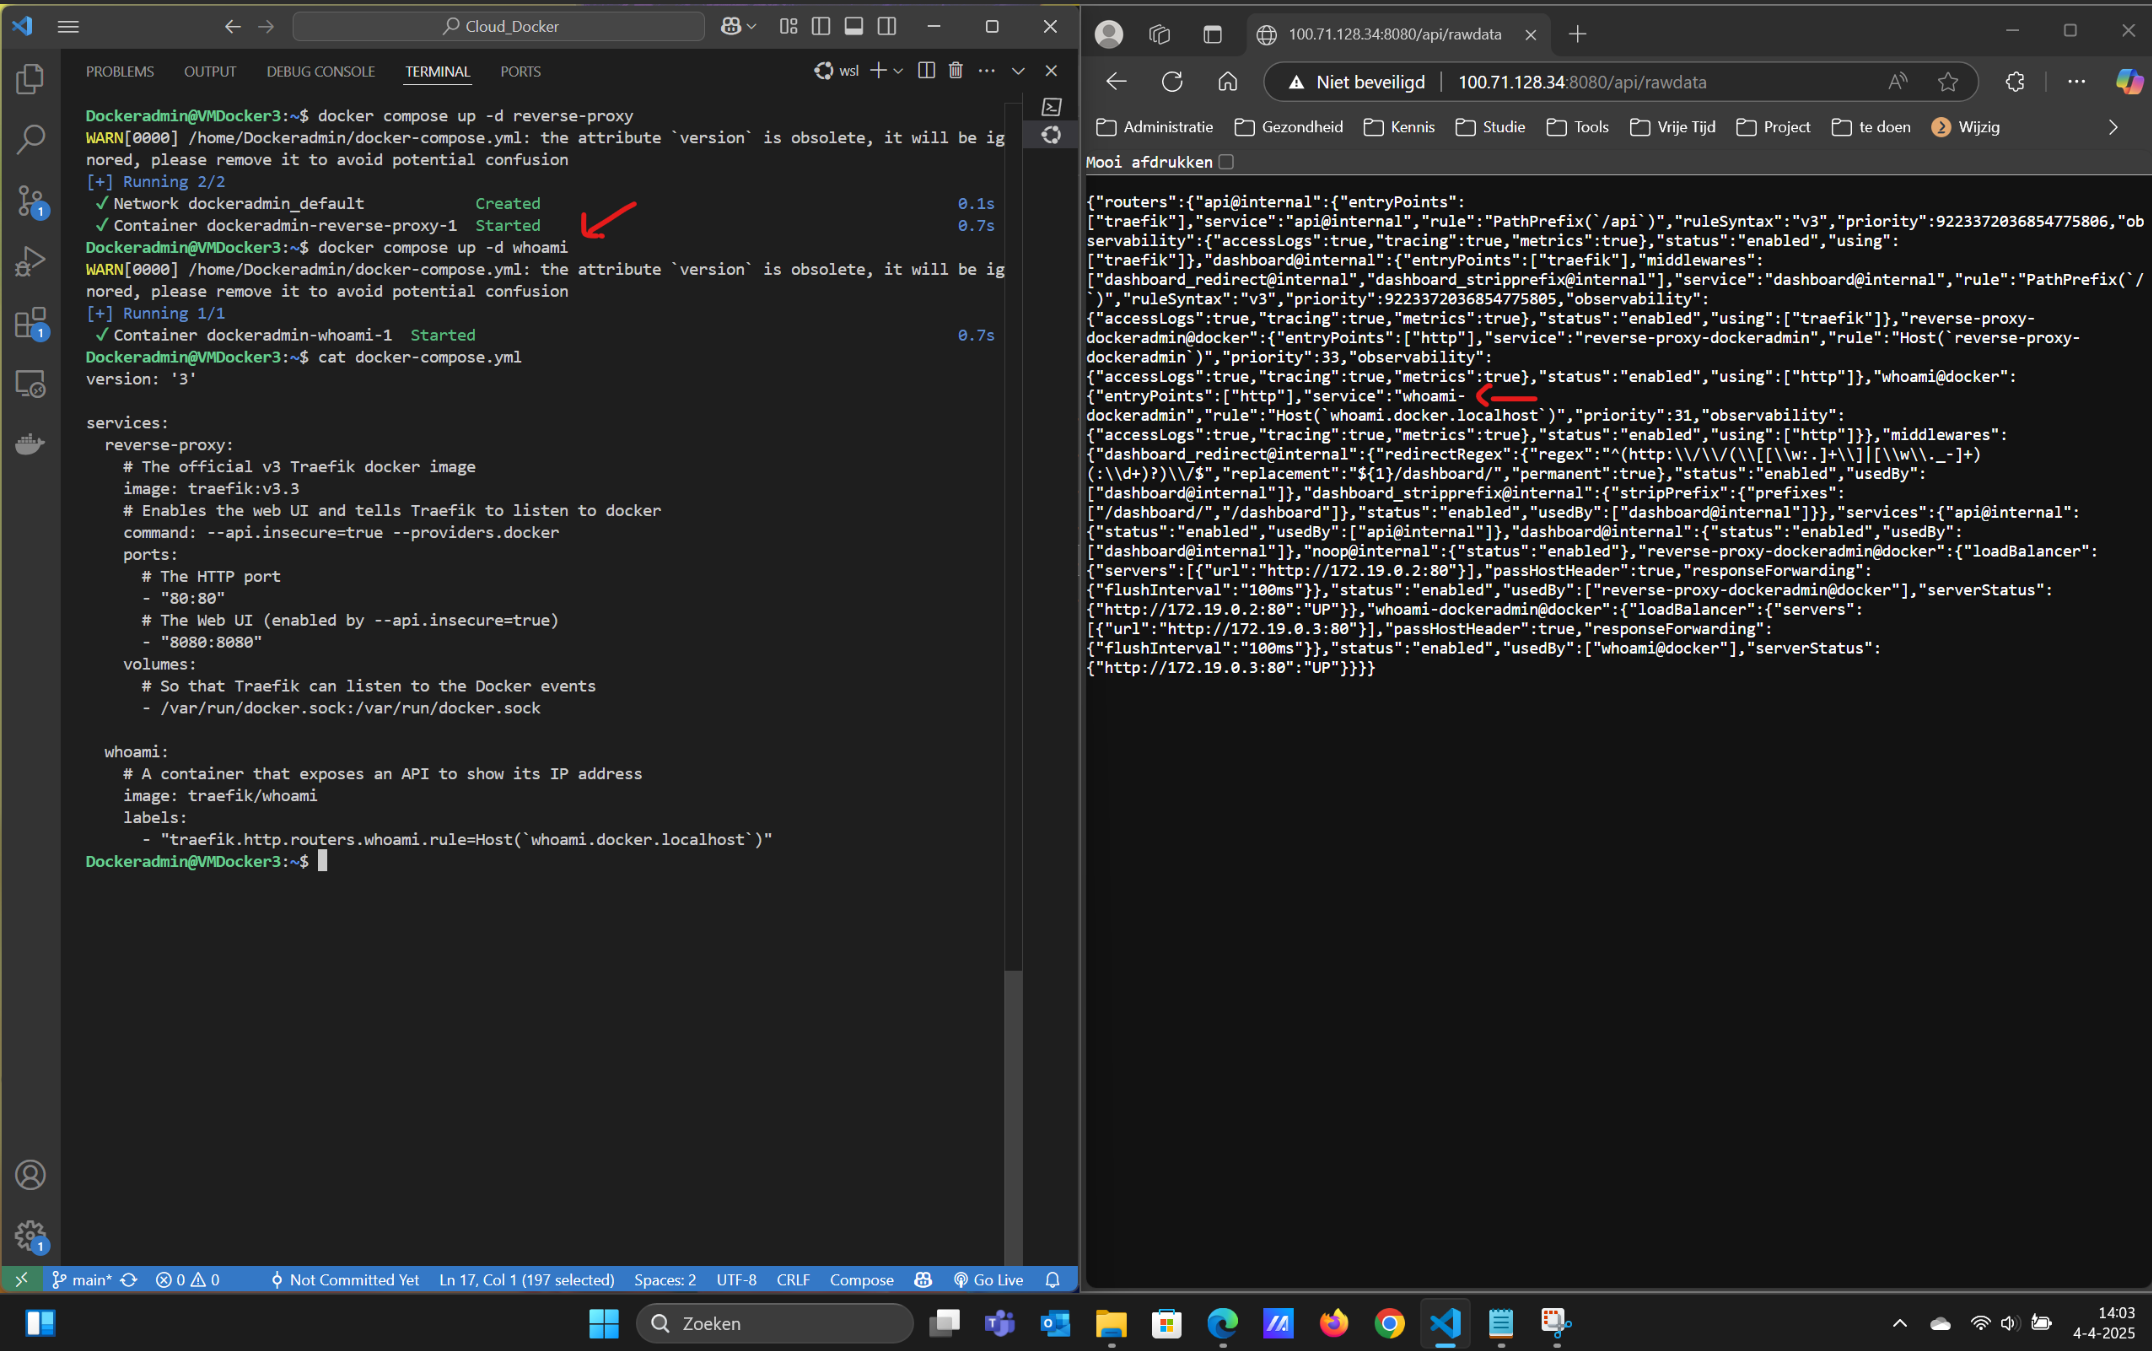 Cloud_Docker
PROBLEMS OUTPUT DEBUG CONSOLE TERMINAL PORTS
wsl
Dockeradmin@VMDocker3:~$ docker compose up -d reverse-proxy
WARN[0000] /home/Dockeradmin/docker-compose.yml: the attribute `version` is obsolete, it will be ig
nored, please remove it to avoid potential confusion
[+] Running 2/2
✓ Network dockeradmin_default Created 0.1s
✓ Container dockeradmin-reverse-proxy-1 Started 0.7s
Dockeradmin@VMDocker3:~$ docker compose up -d whoami
WARN[0000] /home/Dockeradmin/docker-compose.yml: the attribute `version` is obsolete, it will be ig
nored, please remove it to avoid potential confusion
[+] Running 1/1
✓ Container dockeradmin-whoami-1 Started 0.7s
Dockeradmin@VMDocker3:~$ cat docker-compose.yml
version: '3'
services:
  reverse-proxy:
    # The official v3 Traefik docker image
    image: traefik:v3.3
    # Enables the web UI and tells Traefik to listen to docker
    command: --api.insecure=true --providers.docker
    ports:
      # The HTTP port
      - "80:80"
      # The Web UI (enabled by --api.insecure=true)
      - "8080:8080"
    volumes:
      # So that Traefik can listen to the Docker events
      - /var/run/docker.sock:/var/run/docker.sock
  whoami:
    # A container that exposes an API to show its IP address
    image: traefik/whoami
    labels:
      - "traefik.http.routers.whoami.rule=Host(`whoami.docker.localhost`)"
Dockeradmin@VMDocker3:~$
1
1
1
main* 0 0 Not Committed Yet Ln 17, Col 1 (197 selected) Spaces: 2 UTF-8 CRLF Compose Go Live
100.71.128.34:8080/api/rawdata
Niet beveiligd 100.71.128.34:8080/api/rawdata
Administratie Gezondheid Kennis Studie Tools Vrije Tijd Project te doen Wijzig
Mooi afdrukken
{"routers":{"api@internal":{"entryPoints":
["traefik"],"service":"api@internal","rule":"PathPrefix(`/api`)","ruleSyntax":"v3","priority":9223372036854775806,"ob
servability":{"accessLogs":true,"tracing":true,"metrics":true},"status":"enabled","using":
["traefik"]},"dashboard@internal":{"entryPoints":["traefik"],"middlewares":
["dashboard_redirect@internal","dashboard_stripprefix@internal"],"service":"dashboard@internal","rule":"PathPrefix(`/
`)","ruleSyntax":"v3","priority":9223372036854775805,"observability":
{"accessLogs":true,"tracing":true,"metrics":true},"status":"enabled","using":["traefik"]},"reverse-proxy-
dockeradmin@docker":{"entryPoints":["http"],"service":"reverse-proxy-dockeradmin","rule":"Host(`reverse-proxy-
dockeradmin`)","priority":33,"observability":
{"accessLogs":true,"tracing":true,"metrics":true},"status":"enabled","using":["http"]},"whoami@docker":
{"entryPoints":["http"],"service":"whoami-
dockeradmin","rule":"Host(`whoami.docker.localhost`)","priority":31,"observability":
{"accessLogs":true,"tracing":true,"metrics":true},"status":"enabled","using":["http"]}},"middlewares":
{"dashboard_redirect@internal":{"redirectRegex":{"regex":"^(http:\\/\\/(\\[[\\w:.]+\\]|[\\w\\._-]+)
(:\\d+)?)\\/$","replacement":"${1}/dashboard/","permanent":true},"status":"enabled","usedBy":
["dashboard@internal"]},"dashboard_stripprefix@internal":{"stripPrefix":{"prefixes":
["/dashboard/","/dashboard"]},"status":"enabled","usedBy":["dashboard@internal"]}},"services":{"api@internal":
{"status":"enabled","usedBy":["api@internal"]},"dashboard@internal":{"status":"enabled","usedBy":
["dashboard@internal"]},"noop@internal":{"status":"enabled"},"reverse-proxy-dockeradmin@docker":{"loadBalancer":
{"servers":[{"url":"http://172.19.0.2:80"}],"passHostHeader":true,"responseForwarding":
{"flushInterval":"100ms"}},"status":"enabled","usedBy":["reverse-proxy-dockeradmin@docker"],"serverStatus":
{"http://172.19.0.2:80":"UP"}},"whoami-dockeradmin@docker":{"loadBalancer":{"servers":
[{"url":"http://172.19.0.3:80"}],"passHostHeader":true,"responseForwarding":
{"flushInterval":"100ms"}},"status":"enabled","usedBy":["whoami@docker"],"serverStatus":
{"http://172.19.0.3:80":"UP"}}}}
Zoeken
14:03
4-4-2025